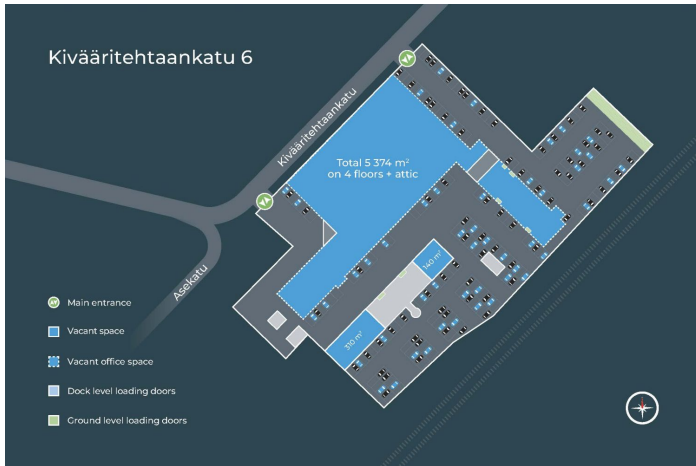 Kivääritehtaankatu 6
Kivääritehtaankatu
Total 5 374 m²
on 4 floors + attic
140 m²
310 m²
Asekatu
Main entrance
Vacant space
Vacant office space
Dock level loading doors
Ground level loading doors